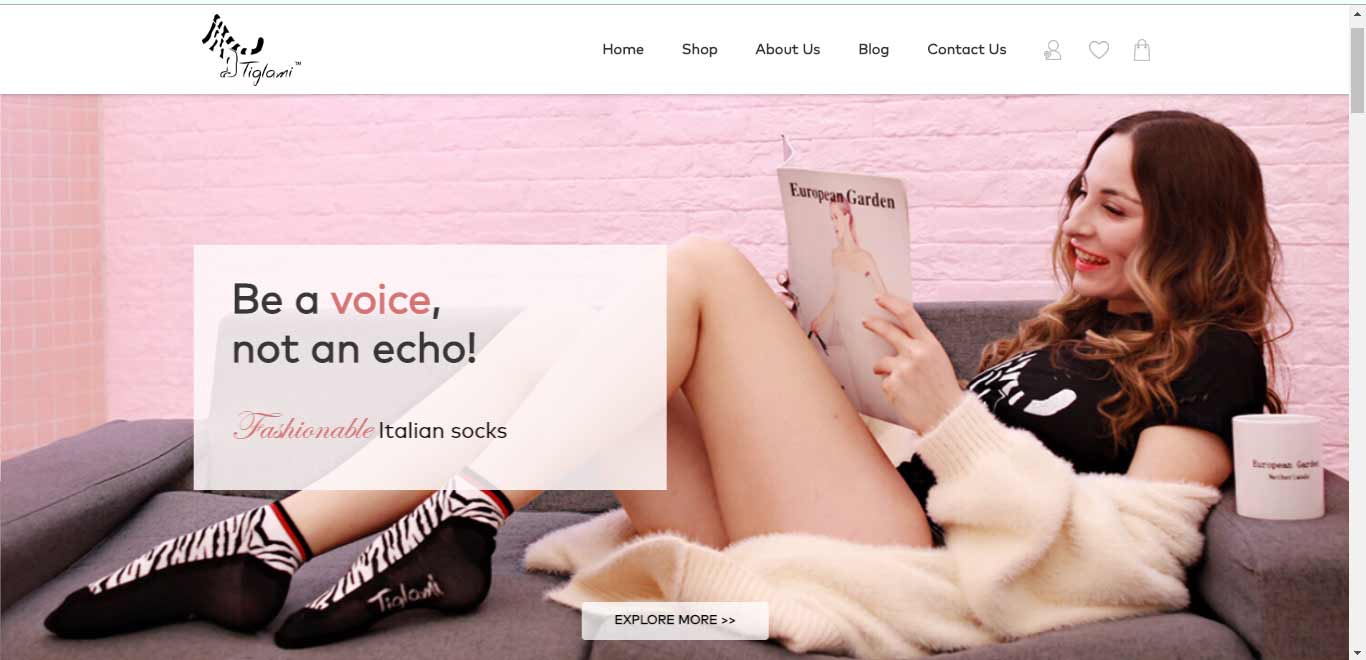 Tiglami™
Home Shop About Us Blog Contact Us
European Garden
Be a voice,
not an echo!
Fashionable Italian socks
European Garden
Netherlands
Tiglami
EXPLORE MORE >>